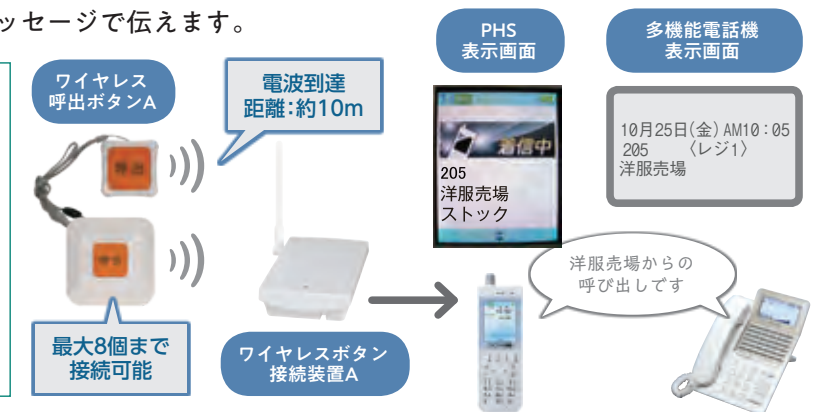 ッセージで伝えます。
PHS
表示画面
多機能電話機
表示画面
ワイヤレス
呼出ボタンA
電波到達
距離:約10m
呼出
着信中
205
洋服売場
ストック
10月25日(金) AM10:05
205 〈レジ1〉
洋服売場
洋服売場からの
呼び出しです
最大8個まで
接続可能
ワイヤレスボタン
接続装置A